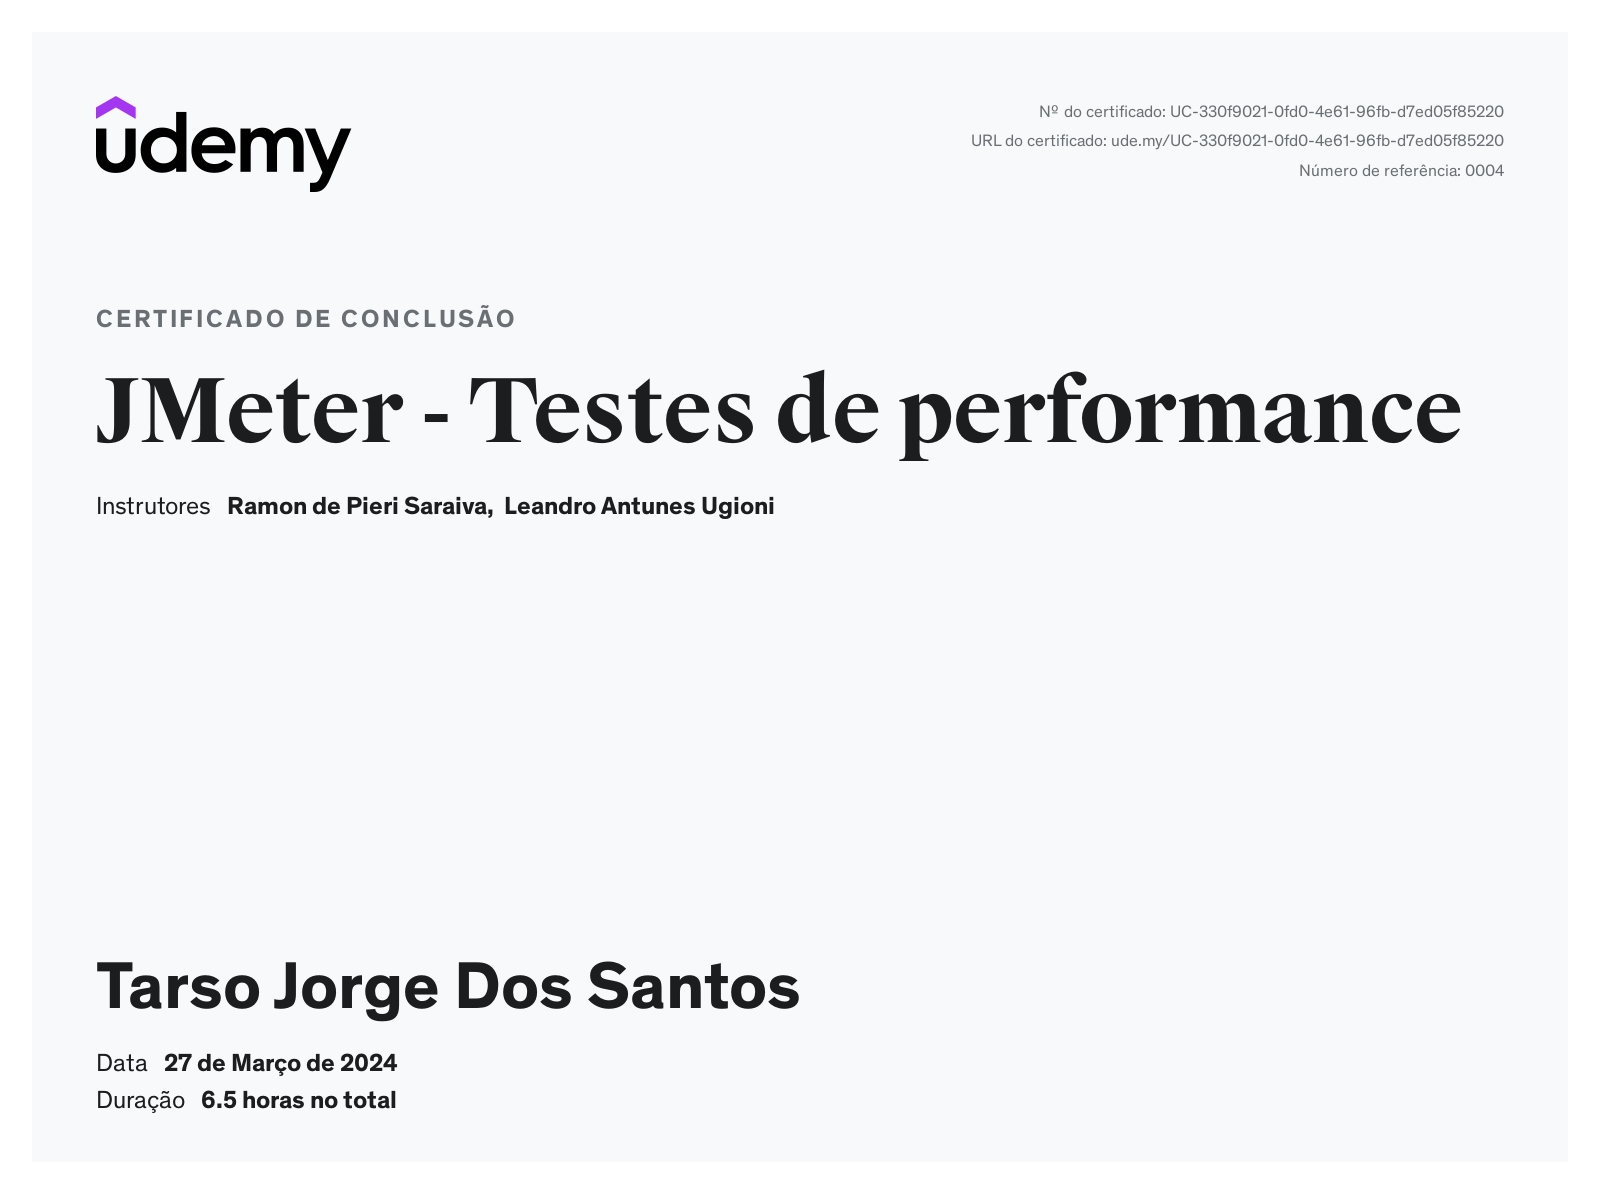 udemy
Nº do certificado: UC-330f9021-0fd0-4e61-96fb-d7ed05f85220
URL do certificado: ude.my/UC-330f9021-0fd0-4e61-96fb-d7ed05f85220
Número de referência: 0004
CERTIFICADO DE CONCLUSÃO
JMeter - Testes de performance
Instrutores Ramon de Pieri Saraiva, Leandro Antunes Ugioni
Tarso Jorge Dos Santos
Data 27 de Março de 2024
Duração 6.5 horas no total